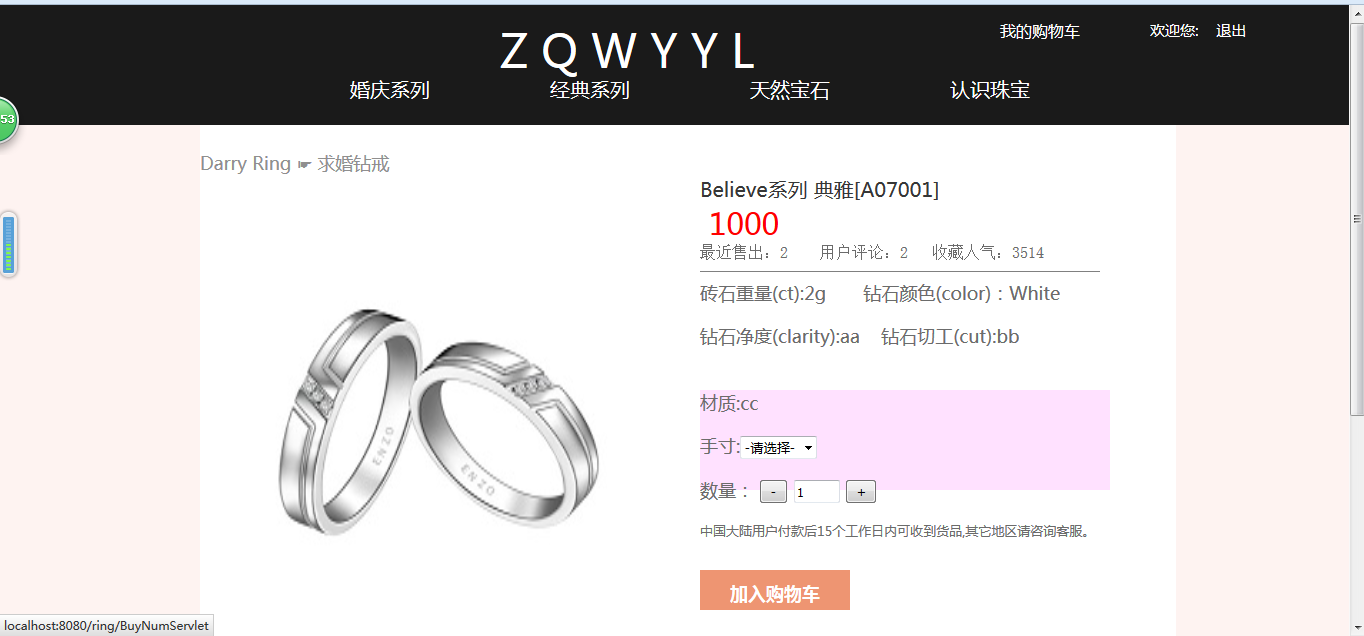 我的购物车 欢迎您: 退出
ZQWYYL
婚庆系列 经典系列 天然宝石 认识珠宝
53
Darry Ring ☛ 求婚钻戒
Believe系列 典雅[A07001]
1000
最近售出：2 用户评论：2 收藏人气：3514
砖石重量(ct):2g 钻石颜色(color)：White
钻石净度(clarity):aa 钻石切工(cut):bb
材质:cc
手寸:-请选择-
数量： - 1 +
中国大陆用户付款后15个工作日内可收到货品,其它地区请咨询客服。
加入购物车
OZN3
OZN3
localhost:8080/ring/BuyNumServlet